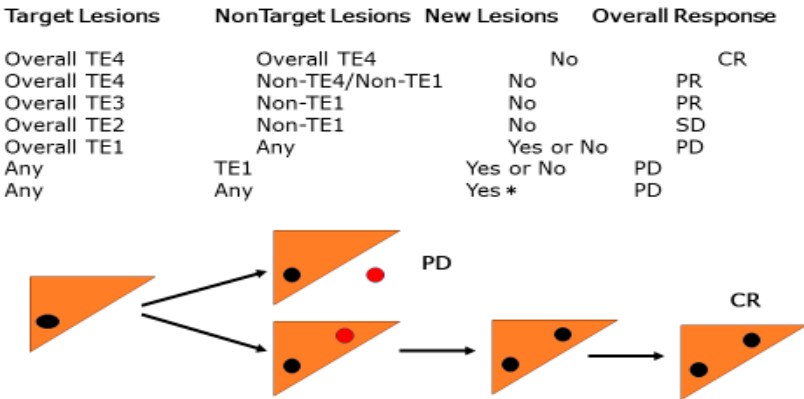 Target Lesions NonTarget Lesions New Lesions Overall Response
Overall TE4 Overall TE4 No CR
Overall TE4 Non-TE4/Non-TE1 No PR
Overall TE3 Non-TE1 No PR
Overall TE2 Non-TE1 No SD
Overall TE1 Any Yes or No PD
Any TE1 Yes or No PD
Any Any Yes * PD
PD
CR